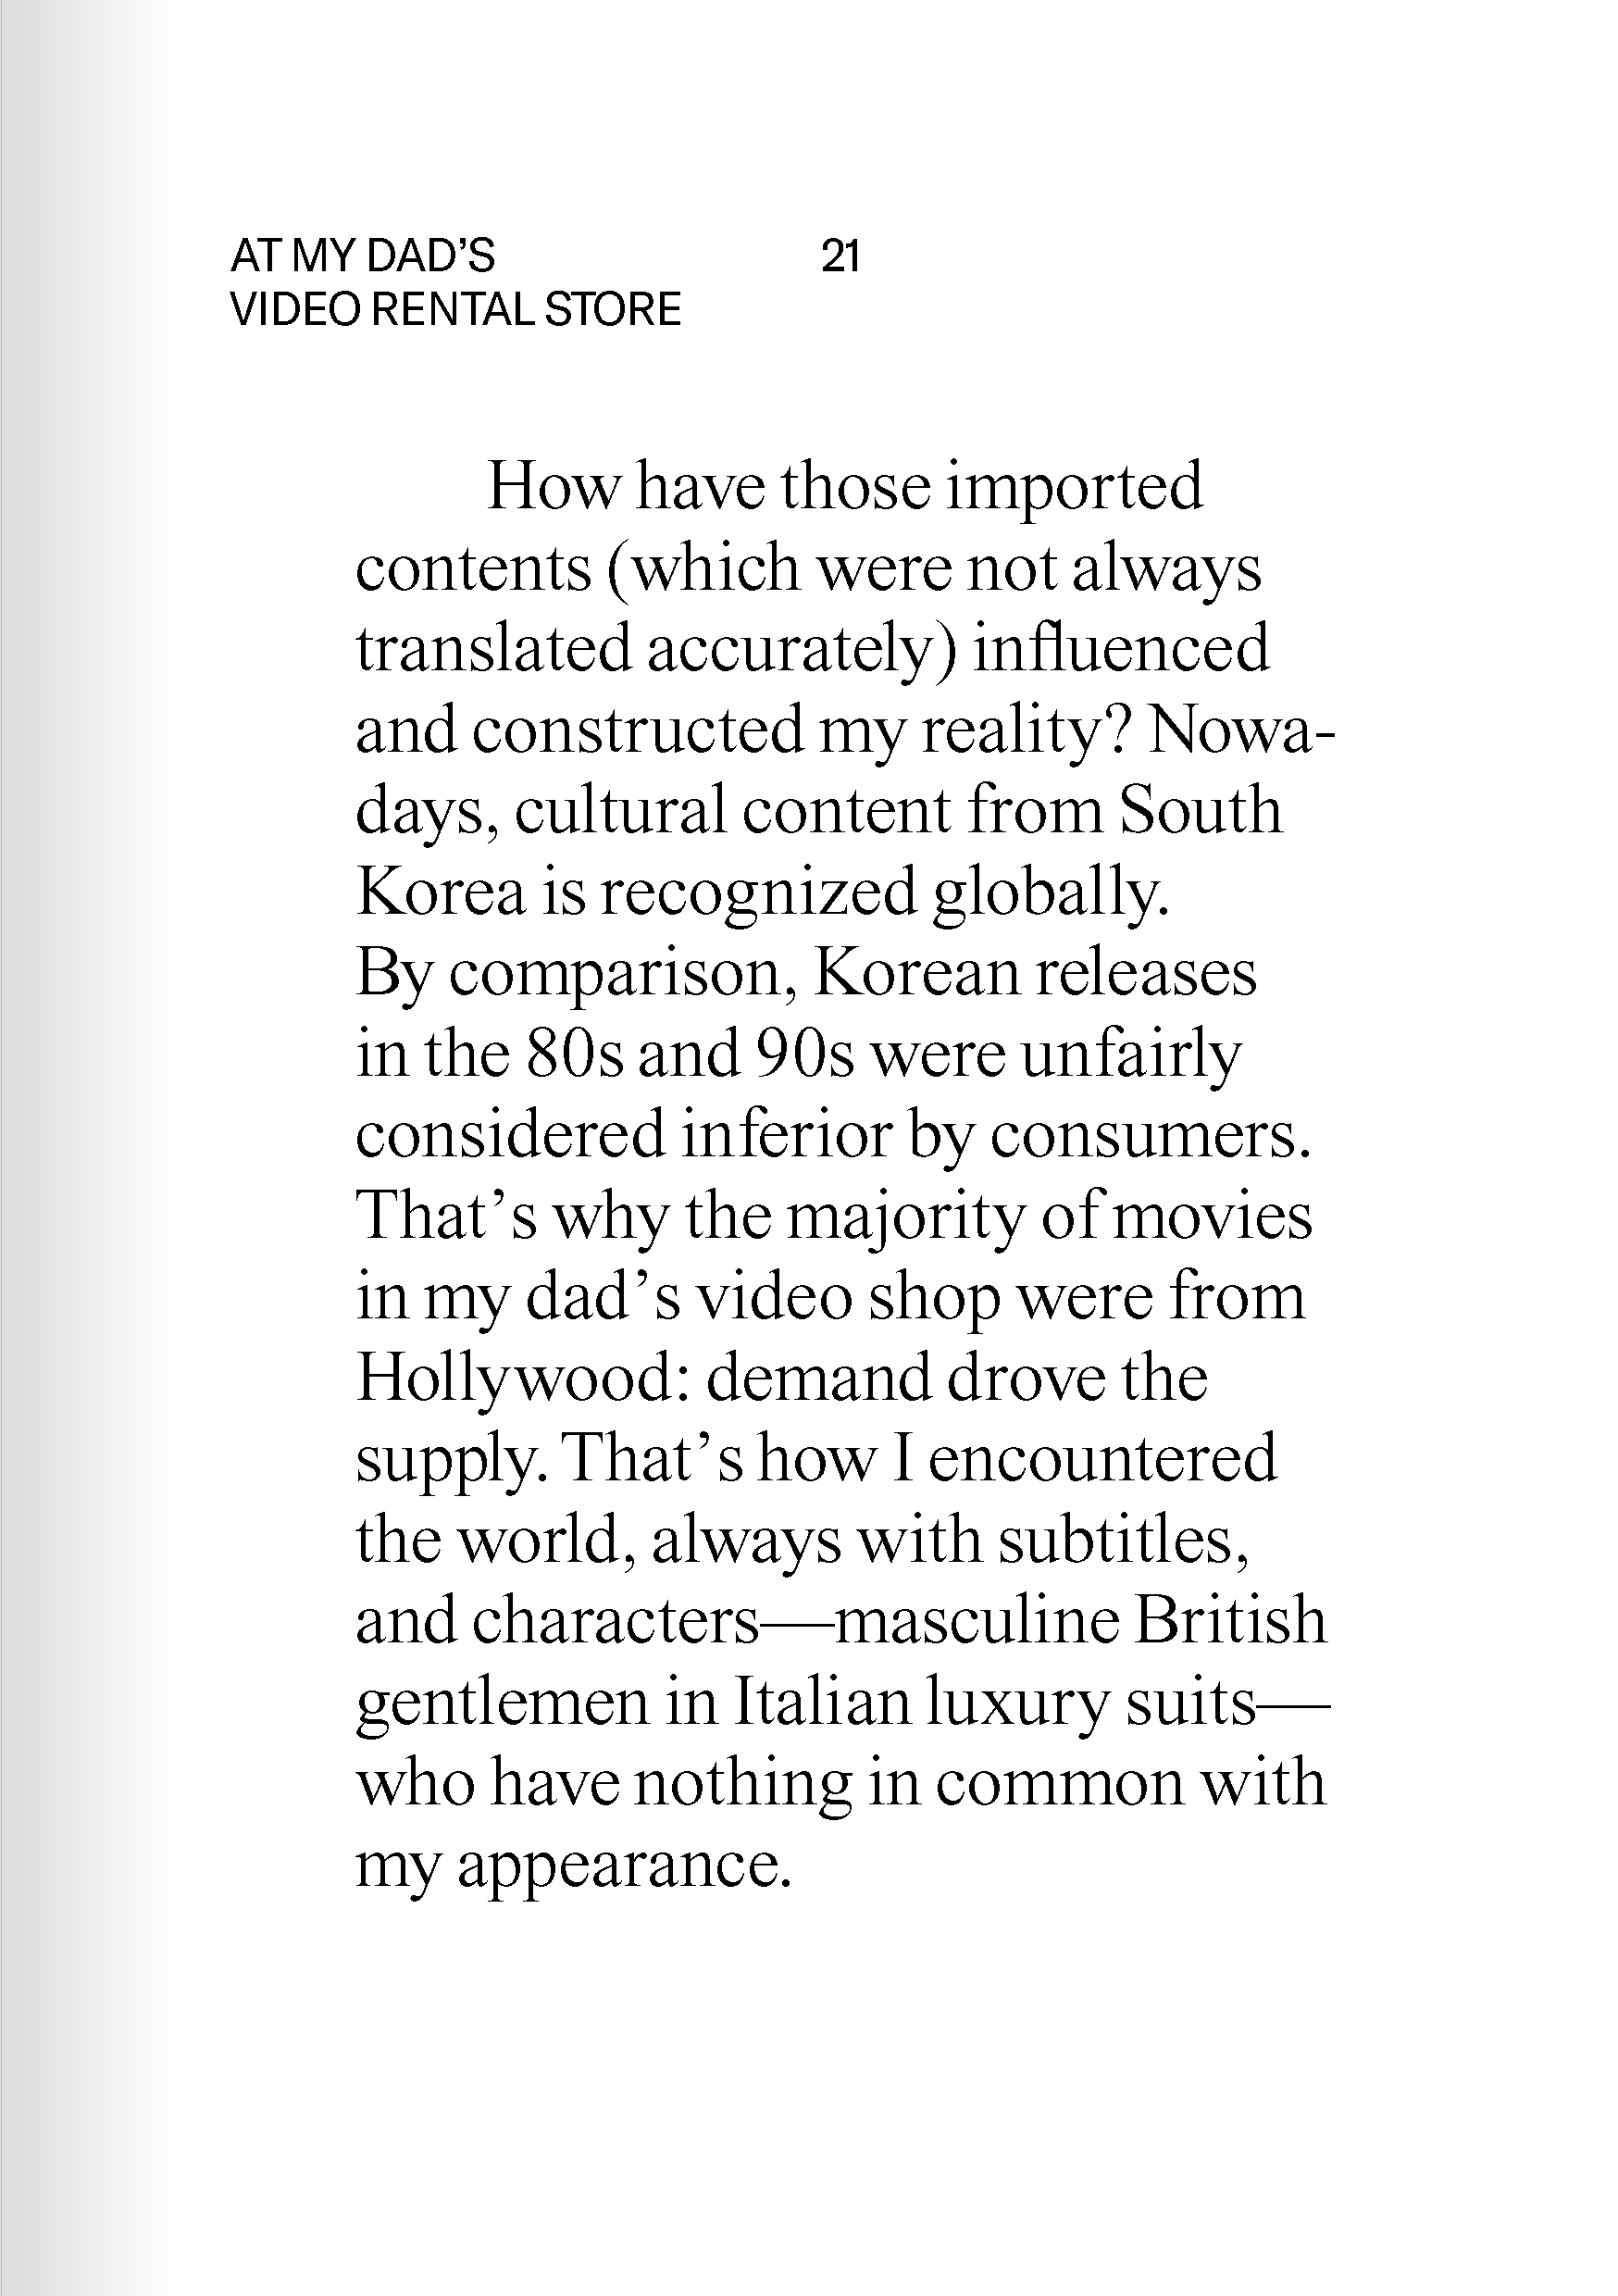 AT MY DAD’S
VIDEO RENTAL STORE
21
How have those imported
contents (which were not always
translated accurately) influenced
and constructed my reality? Nowa-
days, cultural content from South
Korea is recognized globally.
By comparison, Korean releases
in the 80s and 90s were unfairly
considered inferior by consumers.
That’s why the majority of movies
in my dad’s video shop were from
Hollywood: demand drove the
supply. That’s how I encountered
the world, always with subtitles,
and characters—masculine British
gentlemen in Italian luxury suits—
who have nothing in common with
my appearance.